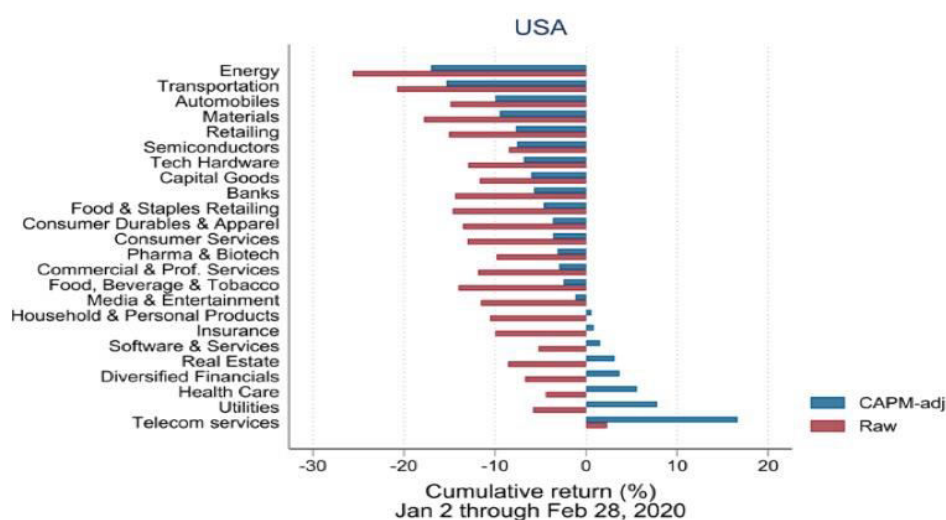 USA
Energy
Transportation
Automobiles
Materials
Retailing
Semiconductors
Tech Hardware
Capital Goods
Banks
Food & Staples Retailing
Consumer Durables & Apparel
Consumer Services
Pharma & Biotech
Commercial & Prof. Services
Food, Beverage & Tobacco
Media & Entertainment
Household & Personal Products
Insurance
Software & Services
Real Estate
Diversified Financials
Health Care
Utilities
Telecom services
CAPM-adj
Raw
-30 -20 -10 0 10 20
Cumulative return (%)
Jan 2 through Feb 28, 2020